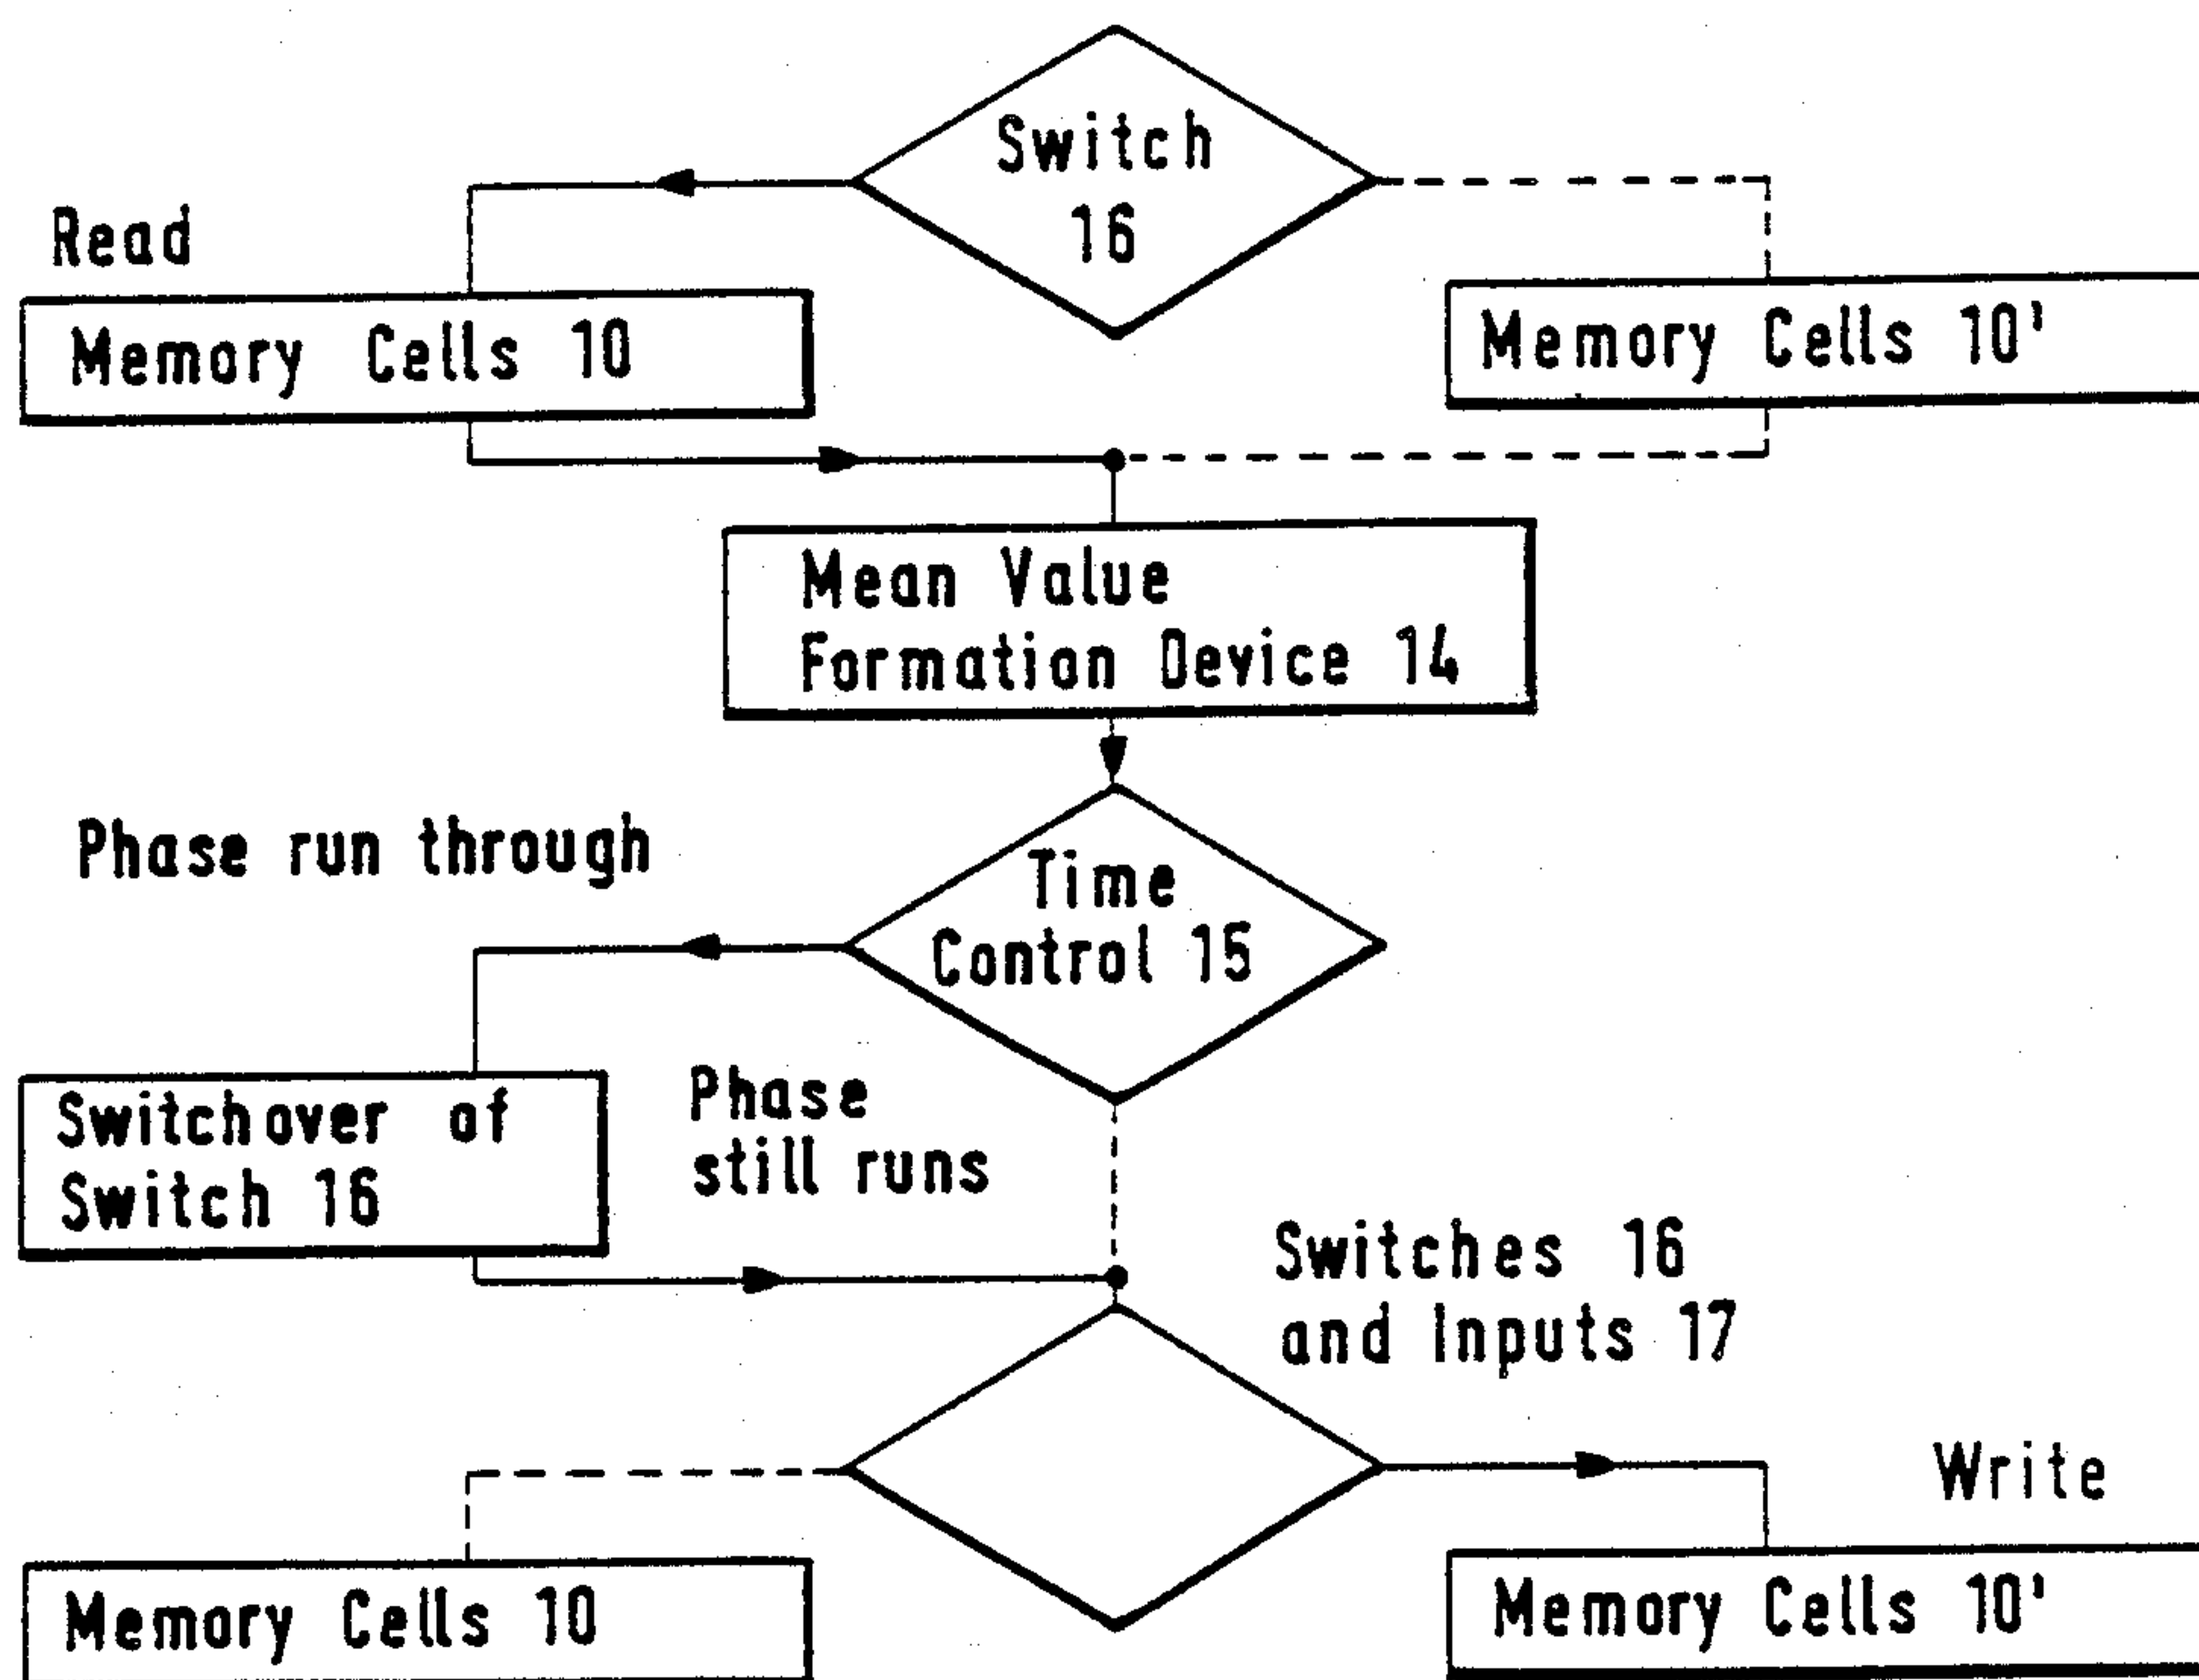 Switch
16
Read
Memory Cells 10
Memory Cells 10'
Mean Value
Formation Device 14
Phase run through
Time
Control 15
Switchover of
Switch 16
Phase
still runs
Switches 16
and Inputs 17
Write
Memory Cells 10
Memory Cells 10'